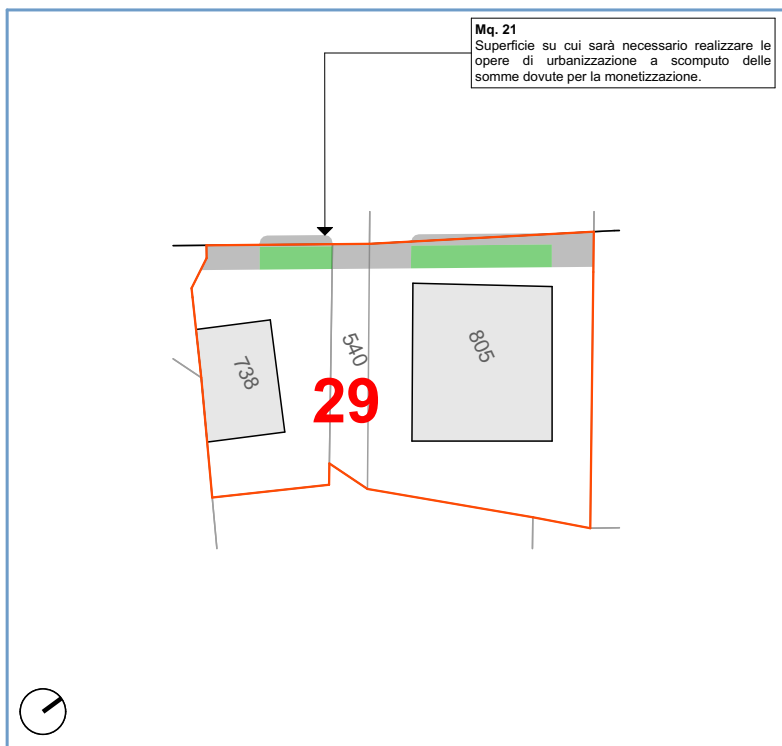 Mq. 21
Superficie su cui sarà necessario realizzare le
opere di urbanizzazione a scomputo delle
somme dovute per la monetizzazione.
738
540
805
29